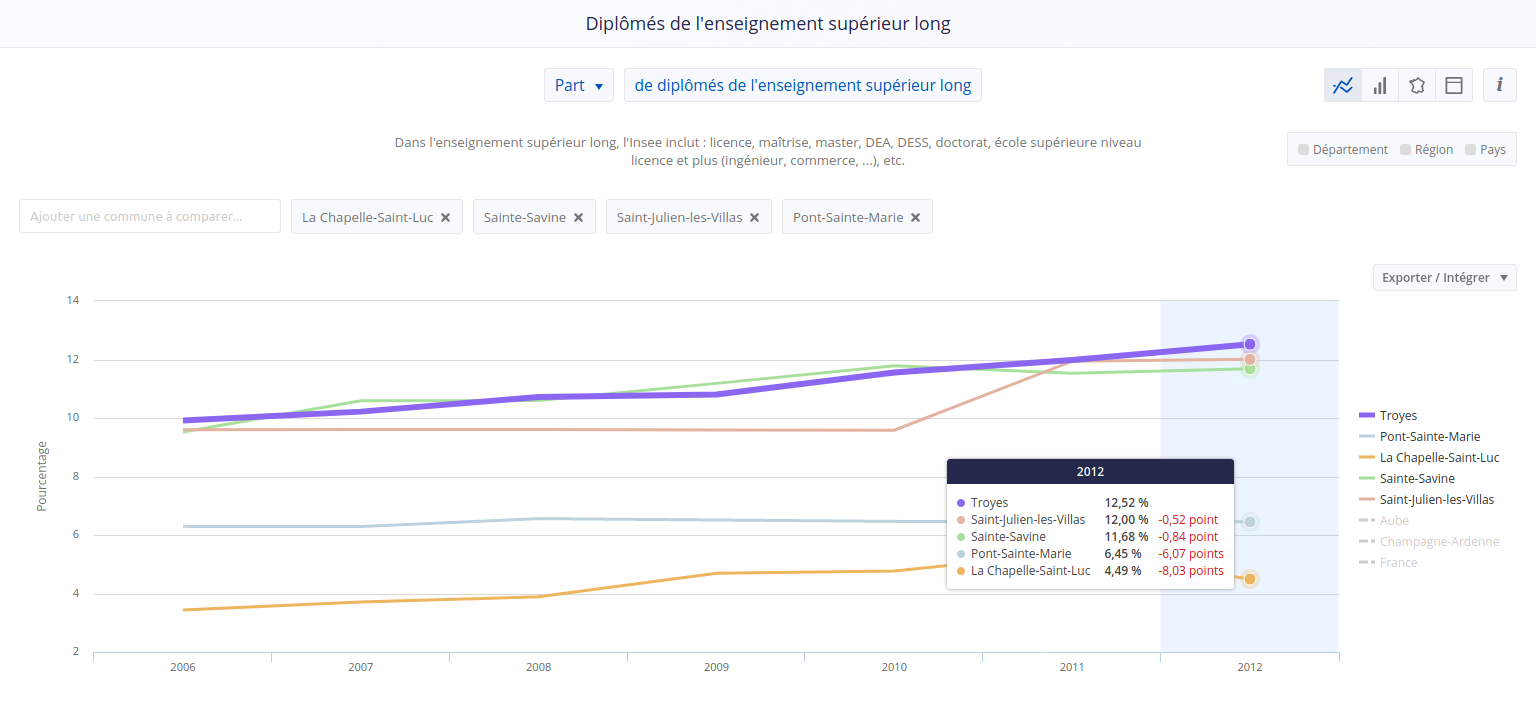 Diplômés de l'enseignement supérieur long
Part de diplômés de l'enseignement supérieur long i
Dans l'enseignement supérieur long, l'Insee inclut : licence, maîtrise, master, DEA, DESS, doctorat, école supérieure niveau
licence et plus (ingénieur, commerce, ...), etc.
Département Région Pays
Ajouter une commune à comparer... La Chapelle-Saint-Luc Sainte-Savine Saint-Julien-les-Villas Pont-Sainte-Marie
Exporter / Intégrer
Pourcentage
14
12
10
8
6
4
2
2006 2007 2008 2009 2010 2011 2012
2012
Troyes 12,52 %
Saint-Julien-les-Villas 12,00 % -0,52 point
Sainte-Savine 11,68 % -0,84 point
Pont-Sainte-Marie 6,45 % -6,07 points
La Chapelle-Saint-Luc 4,49 % -8,03 points
Troyes
Pont-Sainte-Marie
La Chapelle-Saint-Luc
Sainte-Savine
Saint-Julien-les-Villas
Aube
Champagne-Ardenne
France